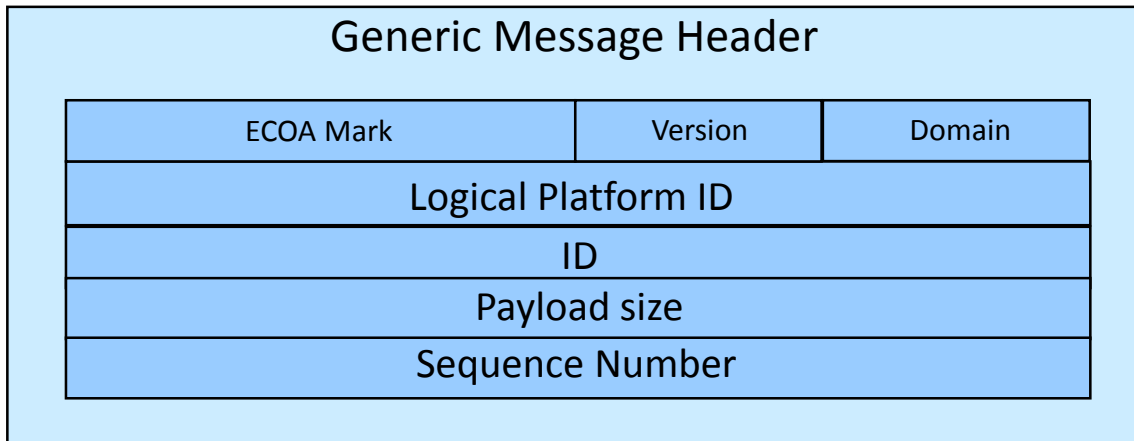 Generic Message Header
ECOA Mark Version Domain
Logical Platform ID
ID
Payload size
Sequence Number